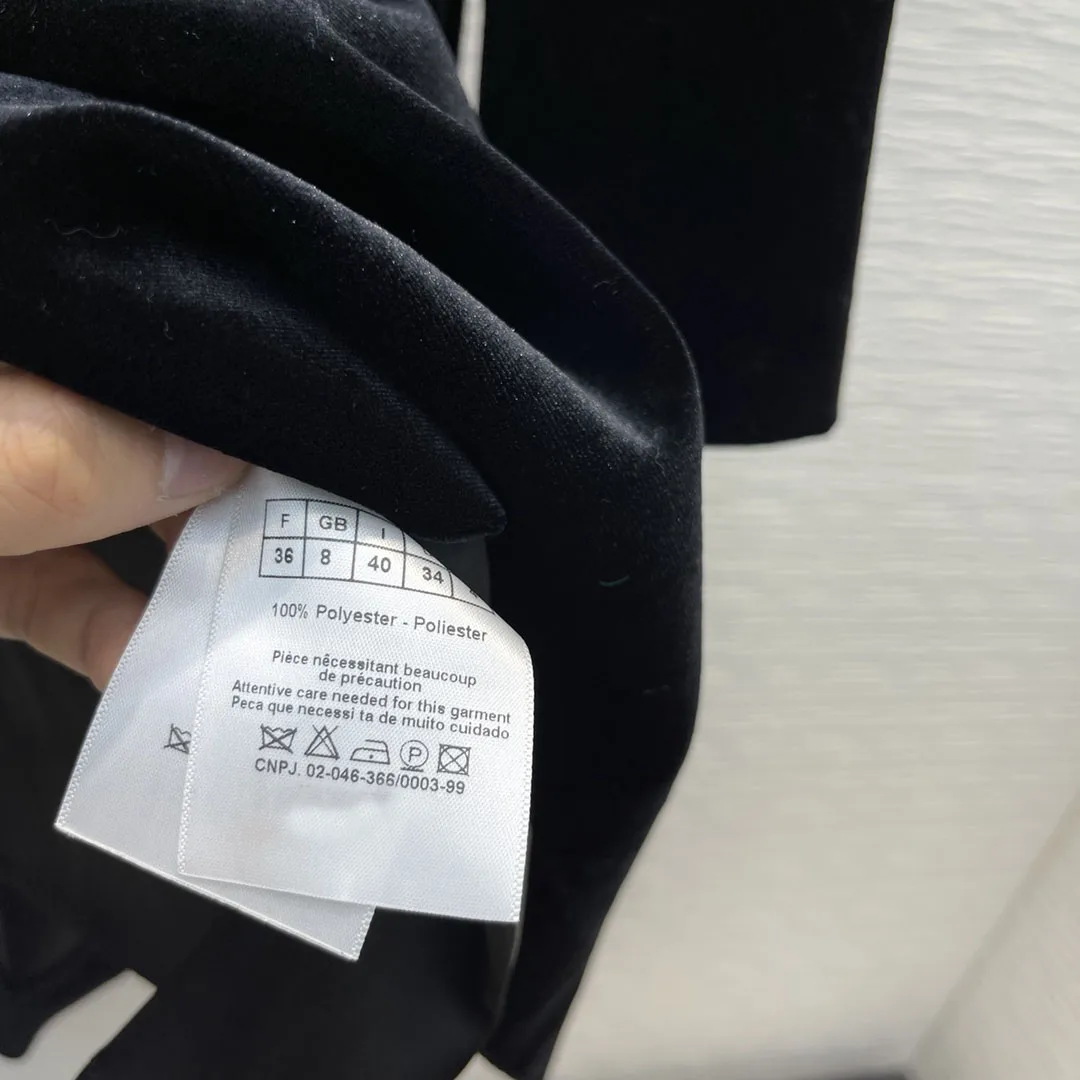 F GB I
36 8 40 34
100% Polyester - Poliester
Pièce nêcessitant beaucoup
de précaution
Attentive care needed for this garment
Peca que necessi ta de muito cuidado
P
CNPJ. 02-046-366/0003-99